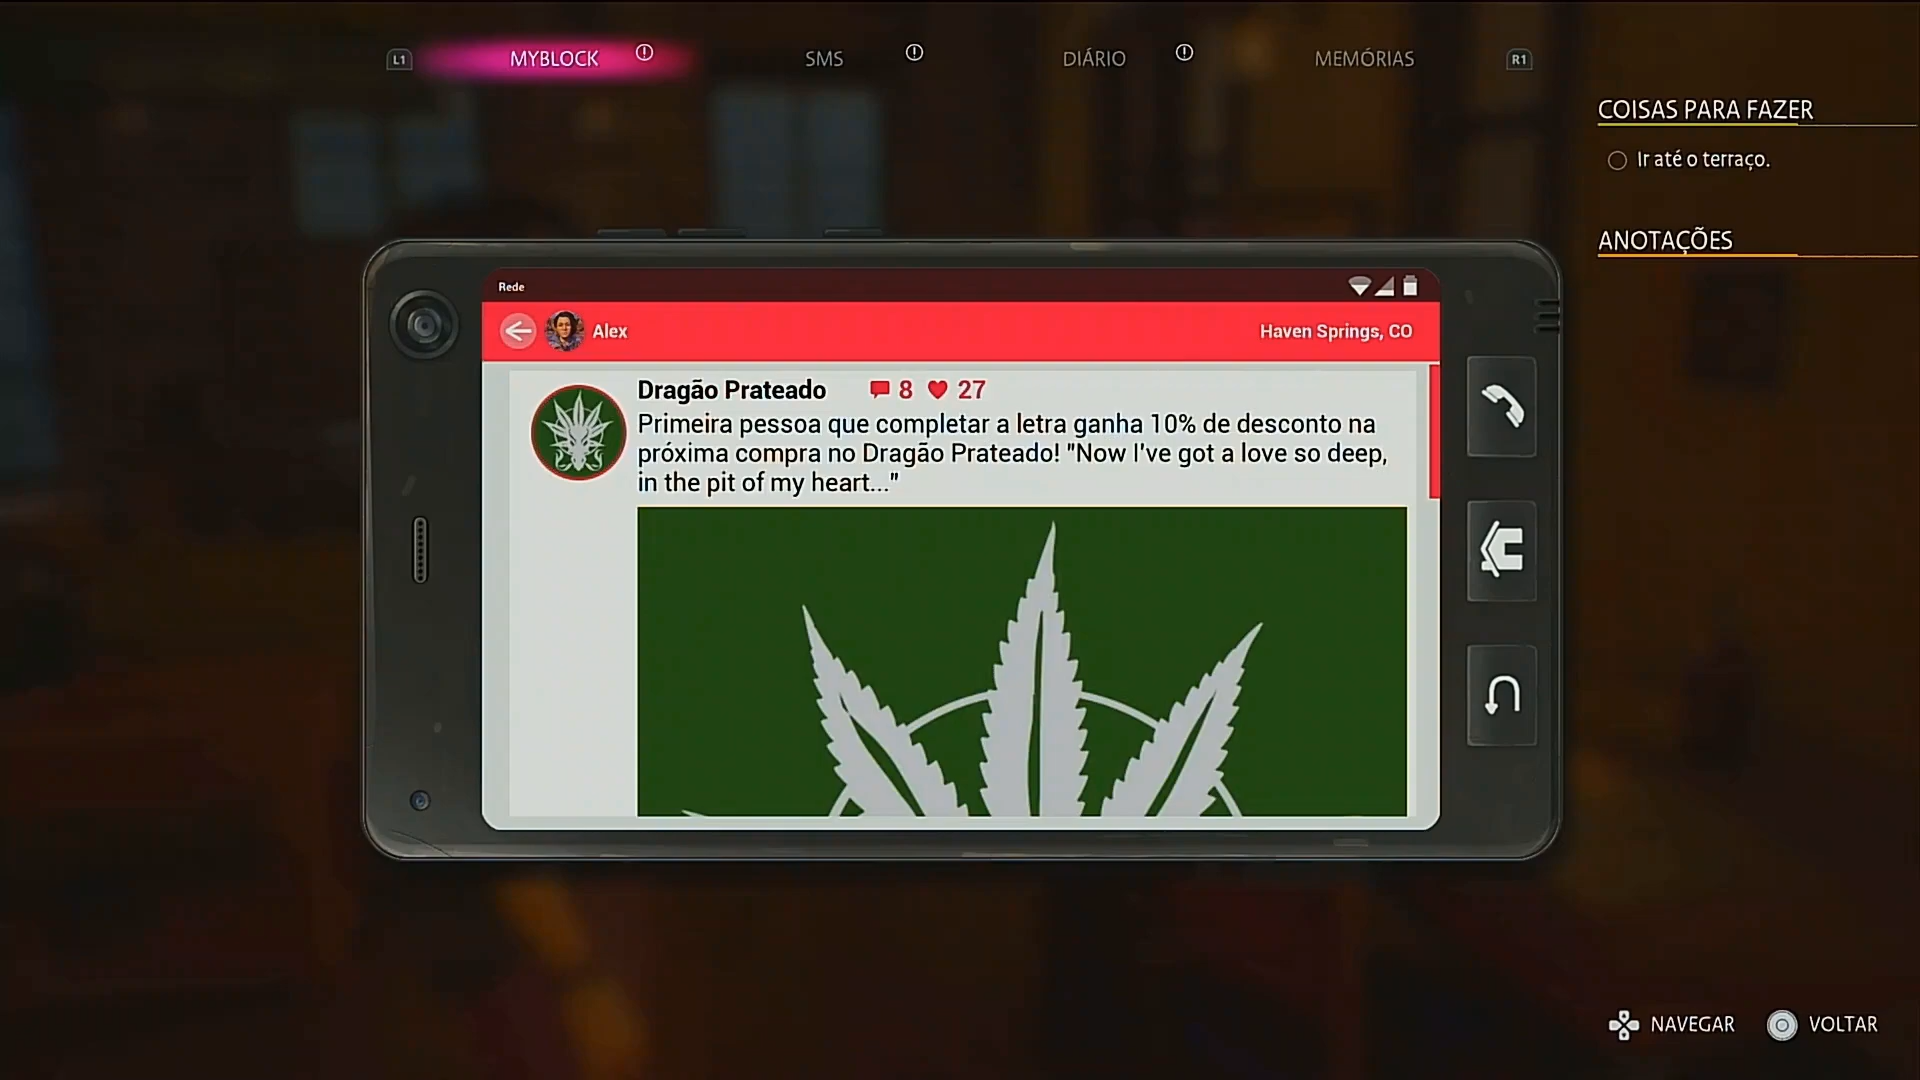 L1
MYBLOCK
SMS
DIÁRIO
MEMÓRIAS
R1
COISAS PARA FAZER
Ir até o terraço.
ANOTAÇÕES
Rede
Alex
Haven Springs, CO
Dragão Prateado 8 27
Primeira pessoa que completar a letra ganha 10% de desconto na
próxima compra no Dragão Prateado! "Now I've got a love so deep,
in the pit of my heart..."
NAVEGAR
VOLTAR